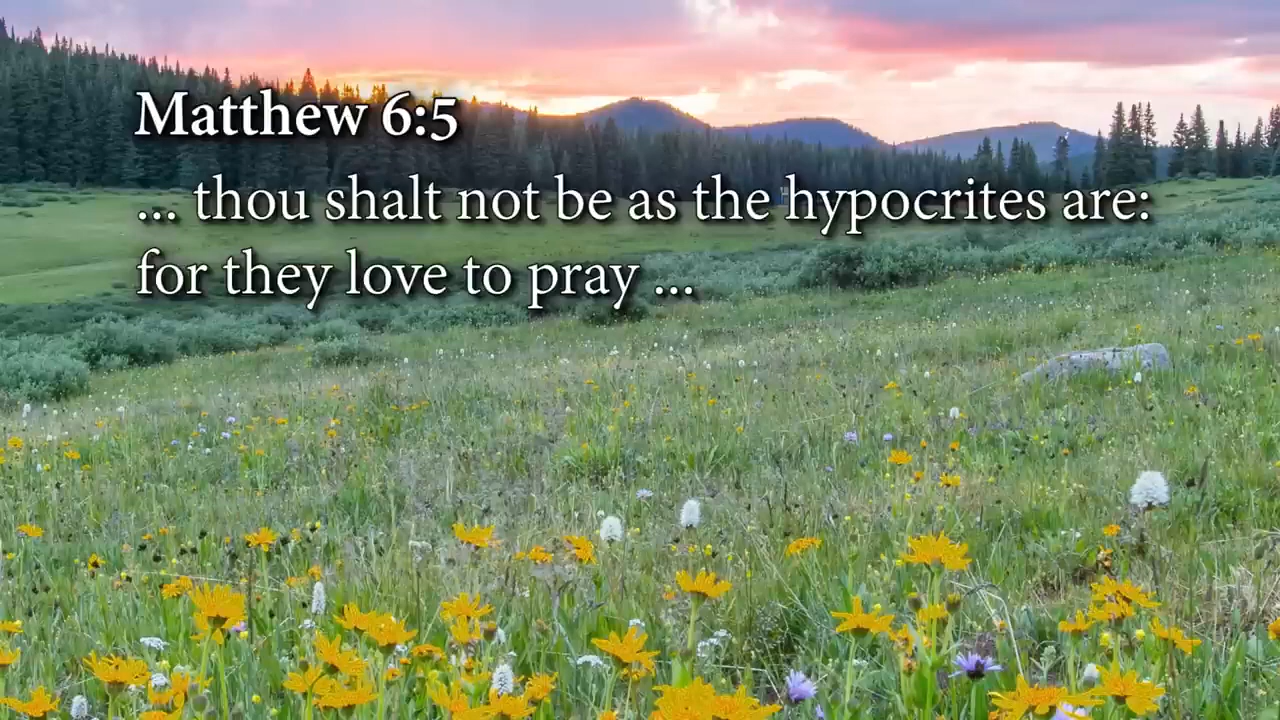 Matthew 6:5
... thou shalt not be as the hypocrites are:
for they love to pray ...